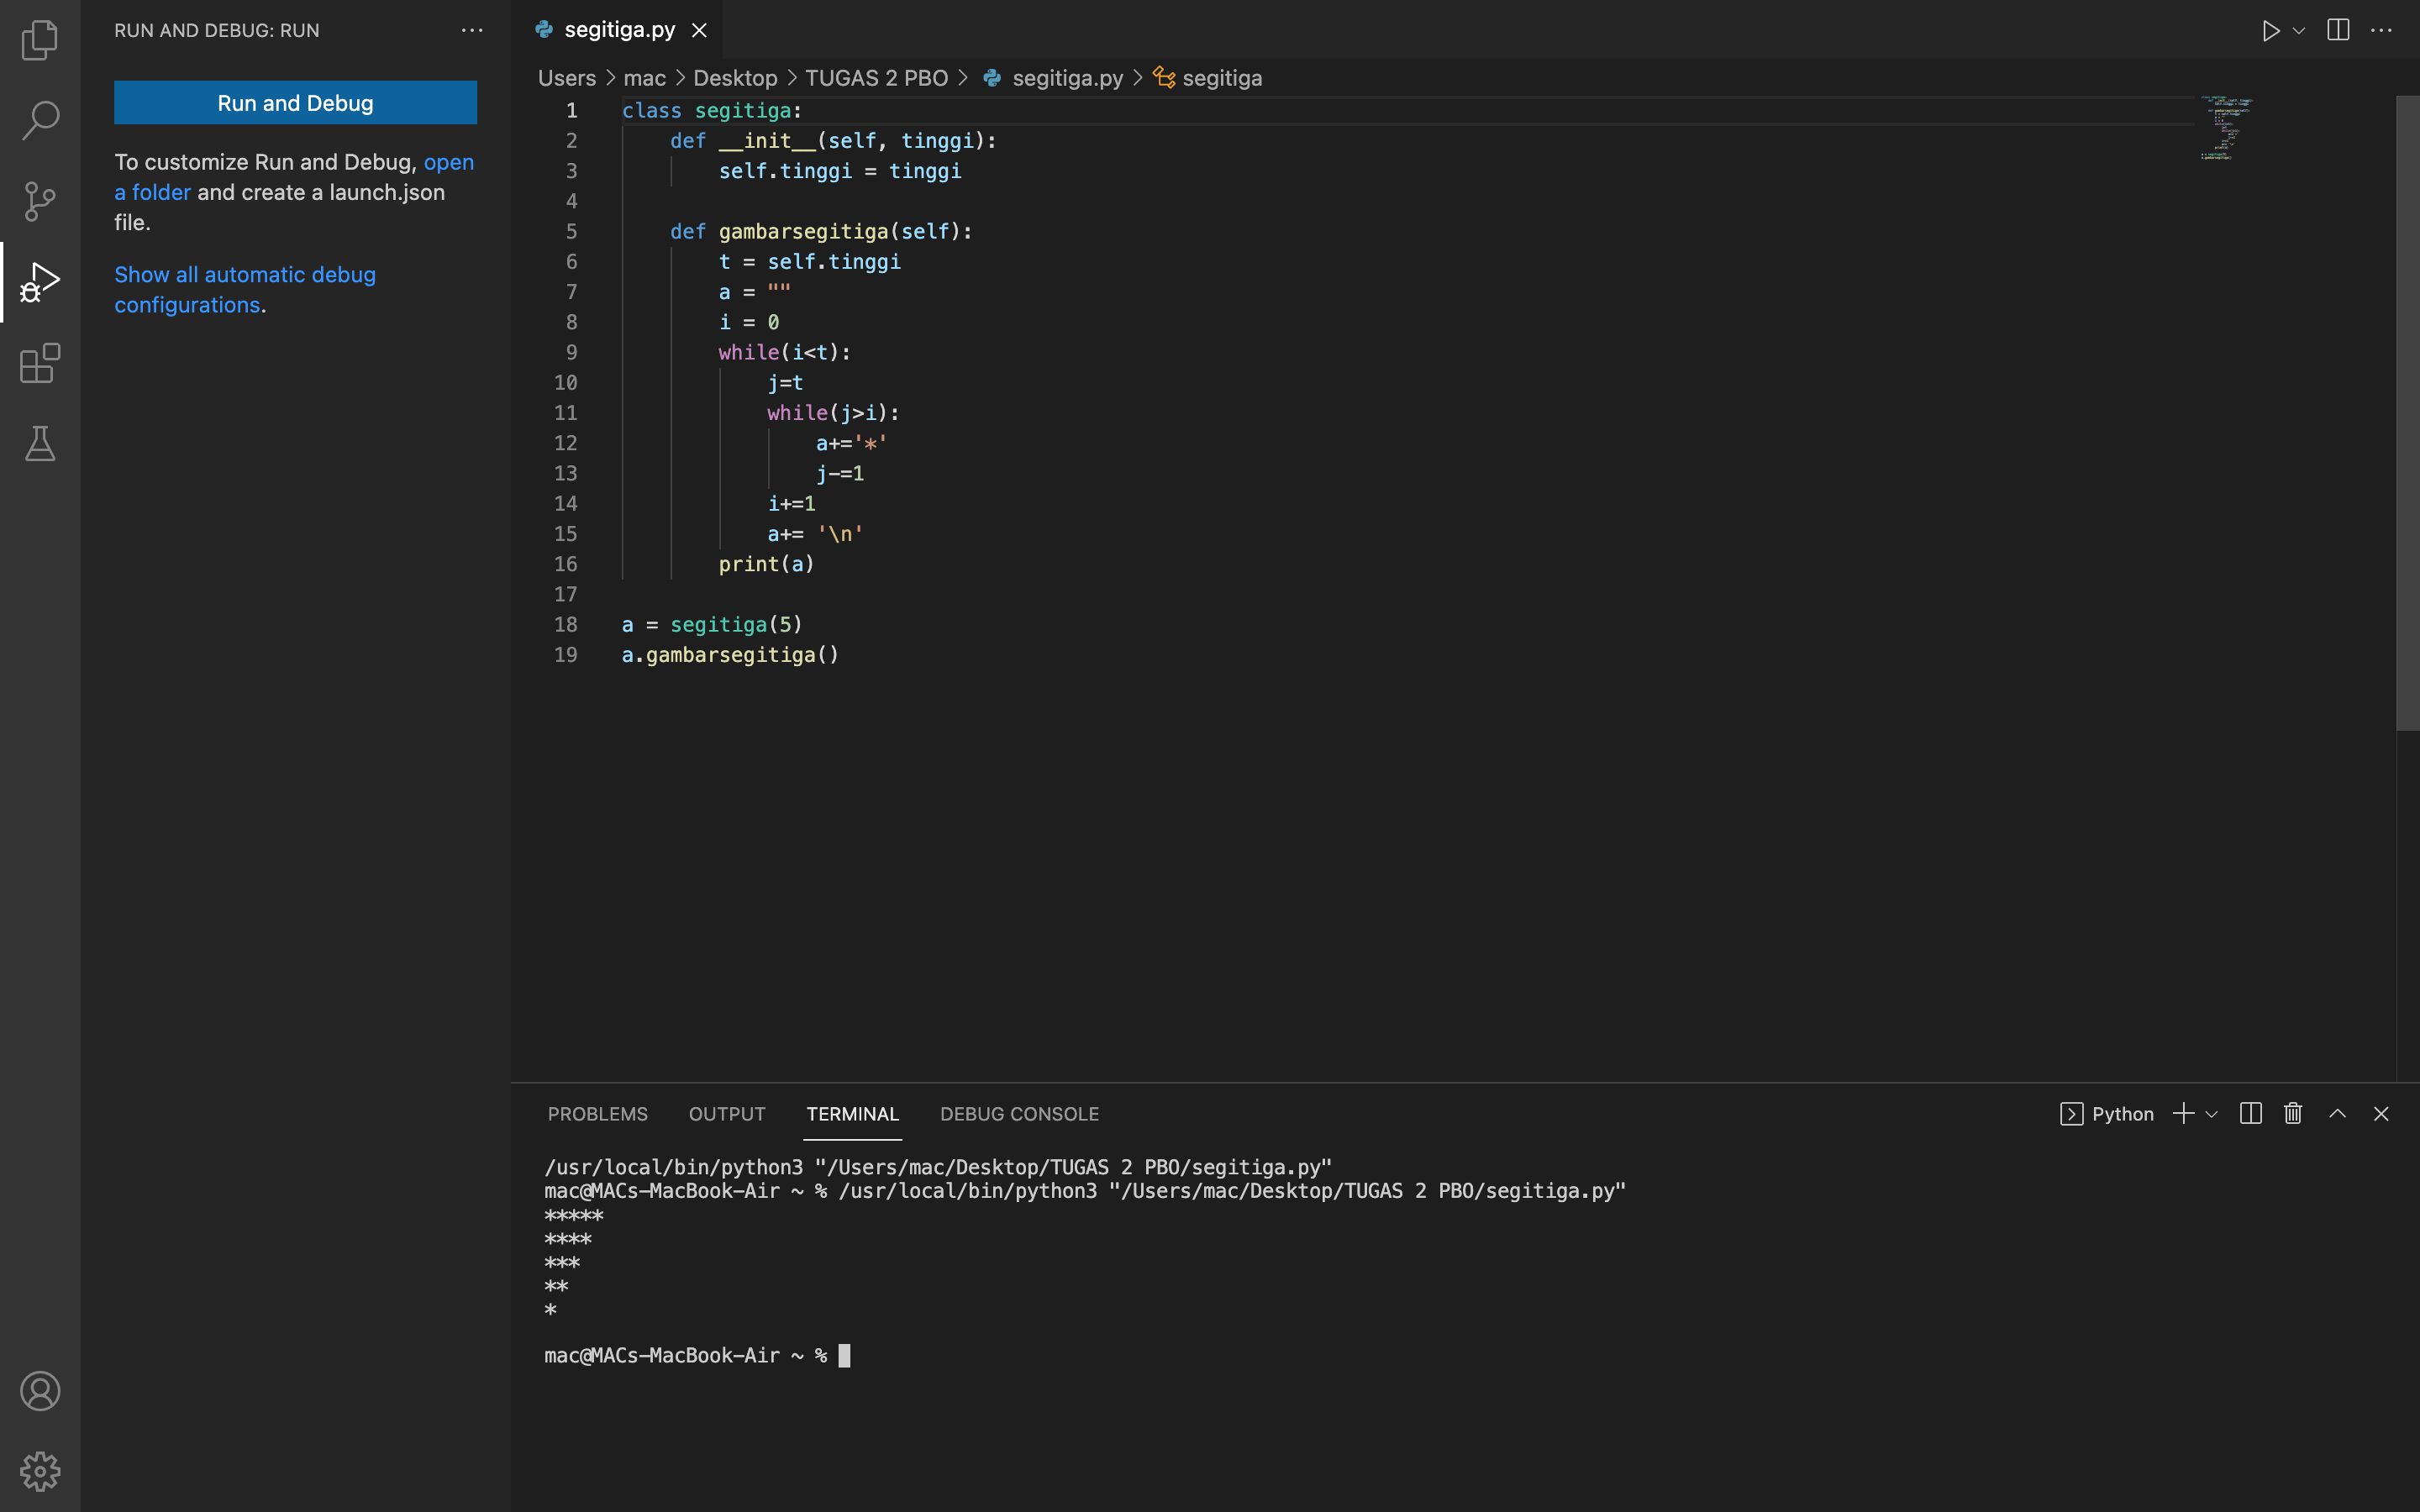 RUN AND DEBUG: RUN
Run and Debug
To customize Run and Debug, open
a folder and create a launch.json
file.
Show all automatic debug
configurations.
segitiga.py
Users > mac > Desktop > TUGAS 2 PBO > segitiga.py > segitiga
1 class segitiga:
2     def __init__(self, tinggi):
3         self.tinggi = tinggi
4
5     def gambarsegitiga(self):
6         t = self.tinggi
7         a = ""
8         i = 0
9         while(i<t):
10             j=t
11             while(j>i):
12                 a+='*'
13                 j-=1
14             i+=1
15             a+= '\n'
16         print(a)
17
18 a = segitiga(5)
19 a.gambarsegitiga()
PROBLEMS OUTPUT TERMINAL DEBUG CONSOLE Python
/usr/local/bin/python3 "/Users/mac/Desktop/TUGAS 2 PBO/segitiga.py"
mac@MACs-MacBook-Air ~ % /usr/local/bin/python3 "/Users/mac/Desktop/TUGAS 2 PBO/segitiga.py"
*****
****
***
**
*
mac@MACs-MacBook-Air ~ %